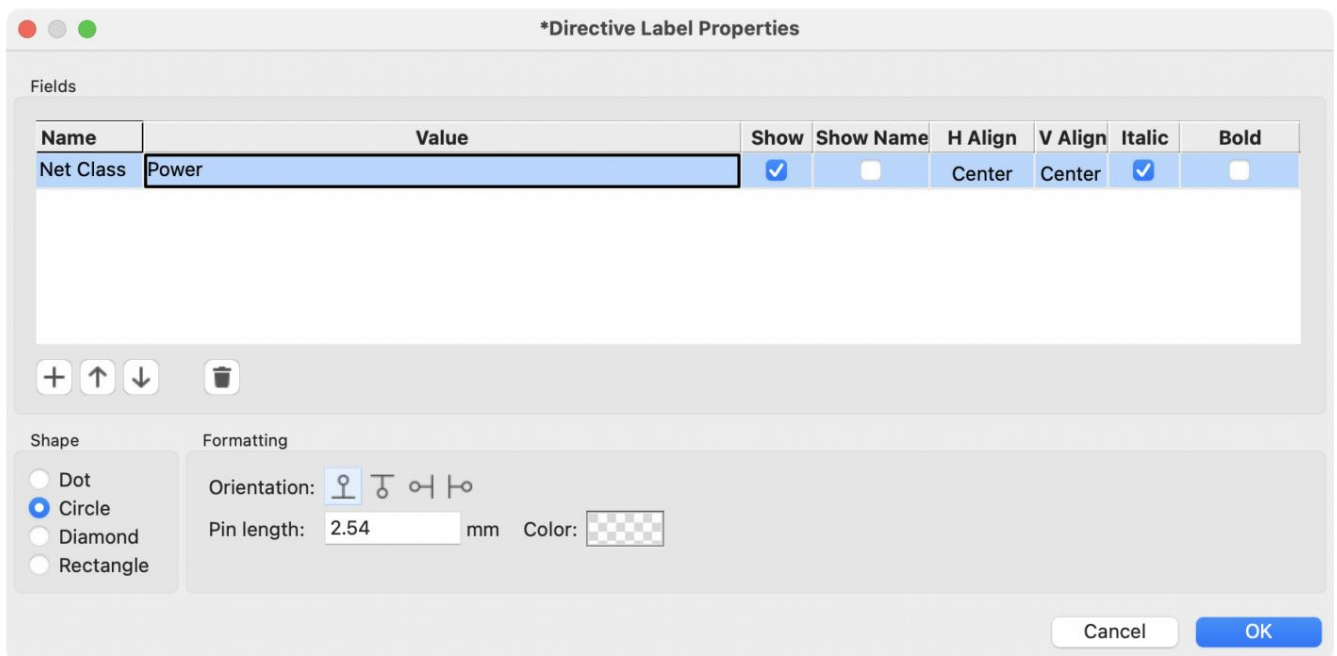 *Directive Label Properties
Fields
Name Value Show Show Name H Align V Align Italic Bold
Net Class Power Center Center
Shape Formatting
Dot
Circle
Diamond
Rectangle
Orientation:
Pin length: 2.54 mm Color:
Cancel OK